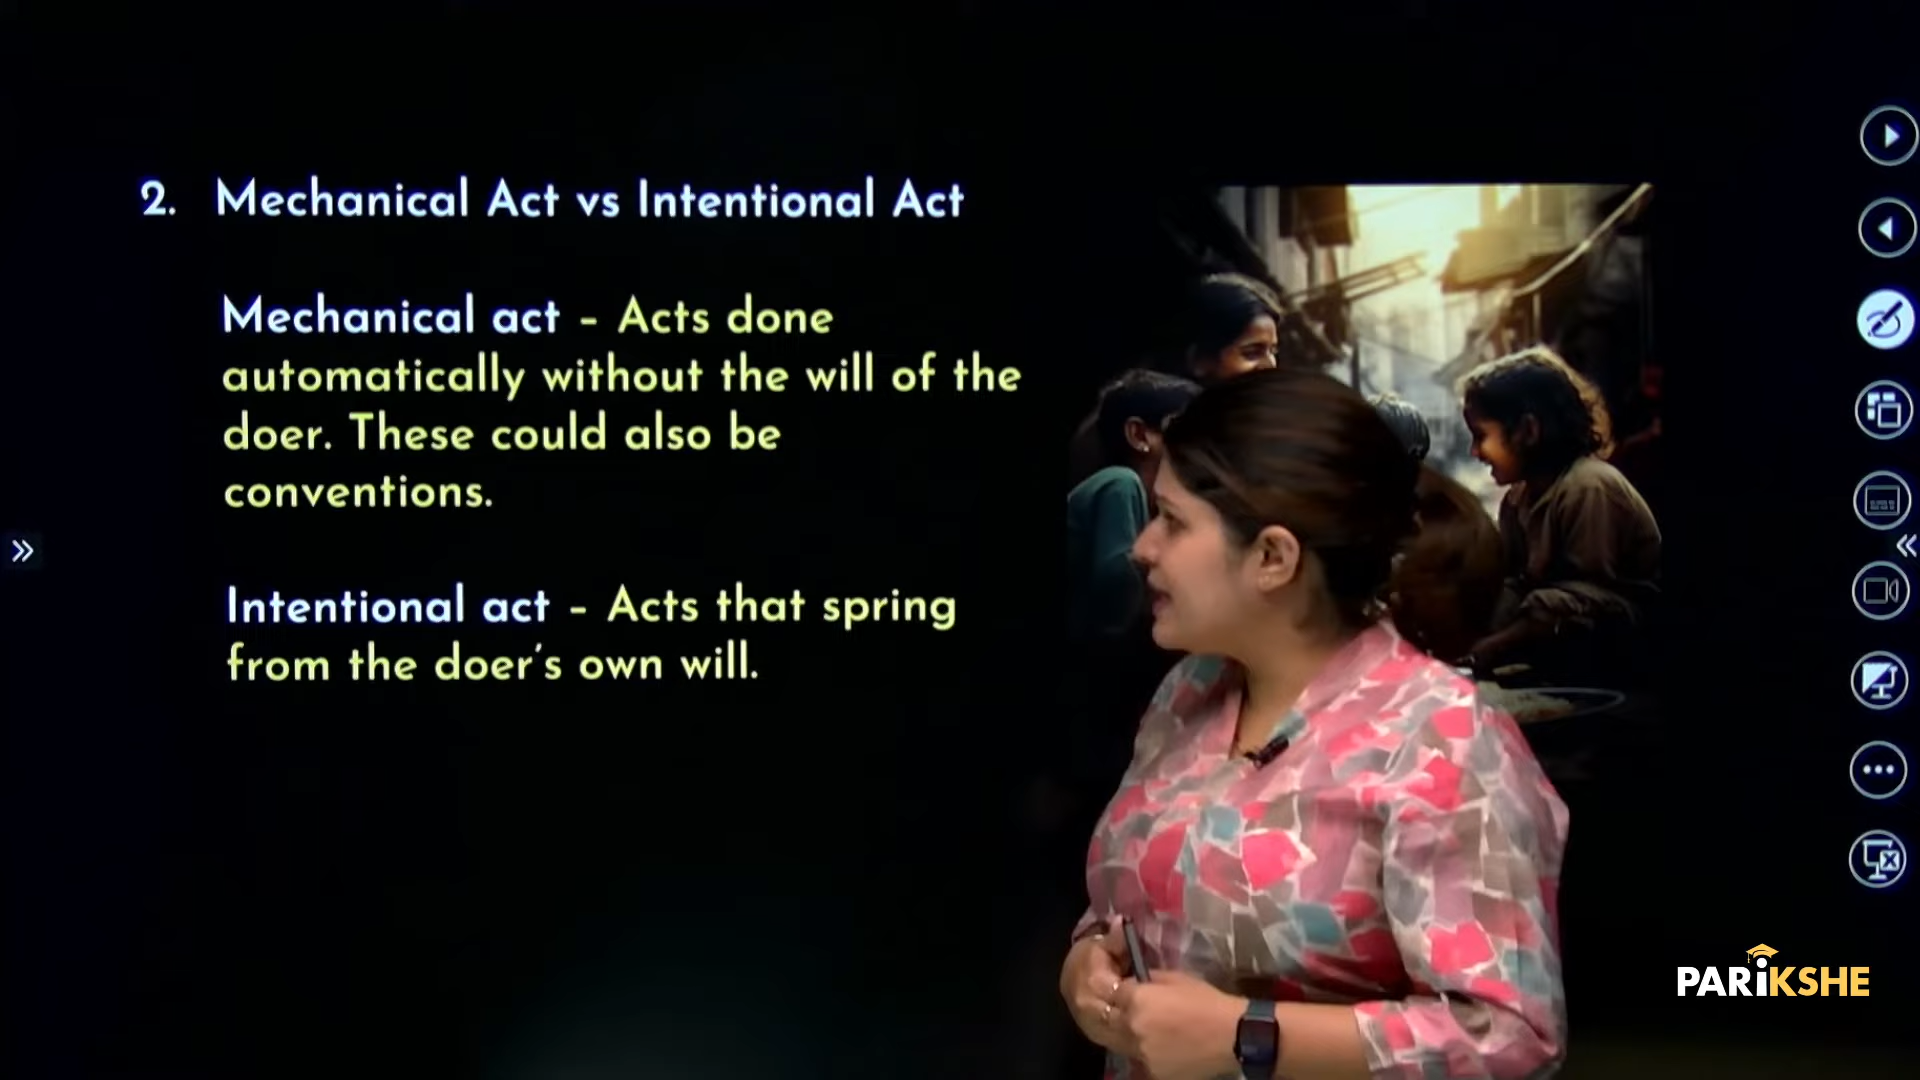 2. Mechanical Act vs Intentional Act
Mechanical act – Acts done
automatically without the will of the
doer. These could also be
conventions.
Intentional act – Acts that spring
from the doer's own will.
PARiKSHE